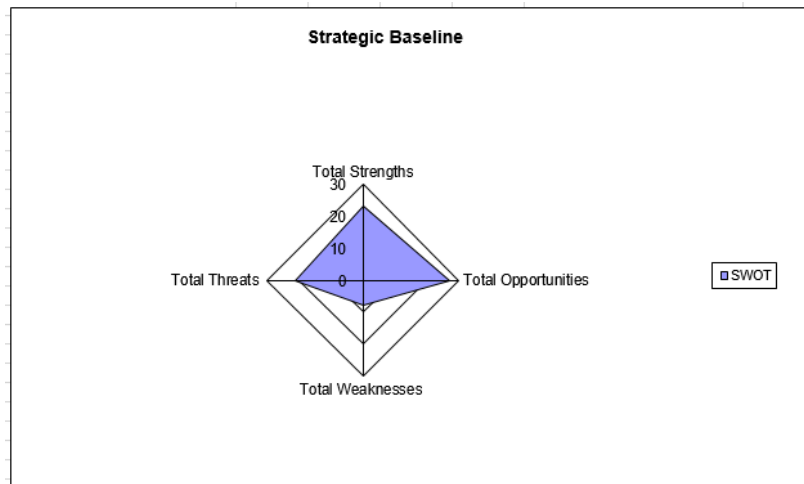 Strategic Baseline
Total Strengths
30
20
10
0
Total Threats
Total Opportunities
Total Weaknesses
SWOT